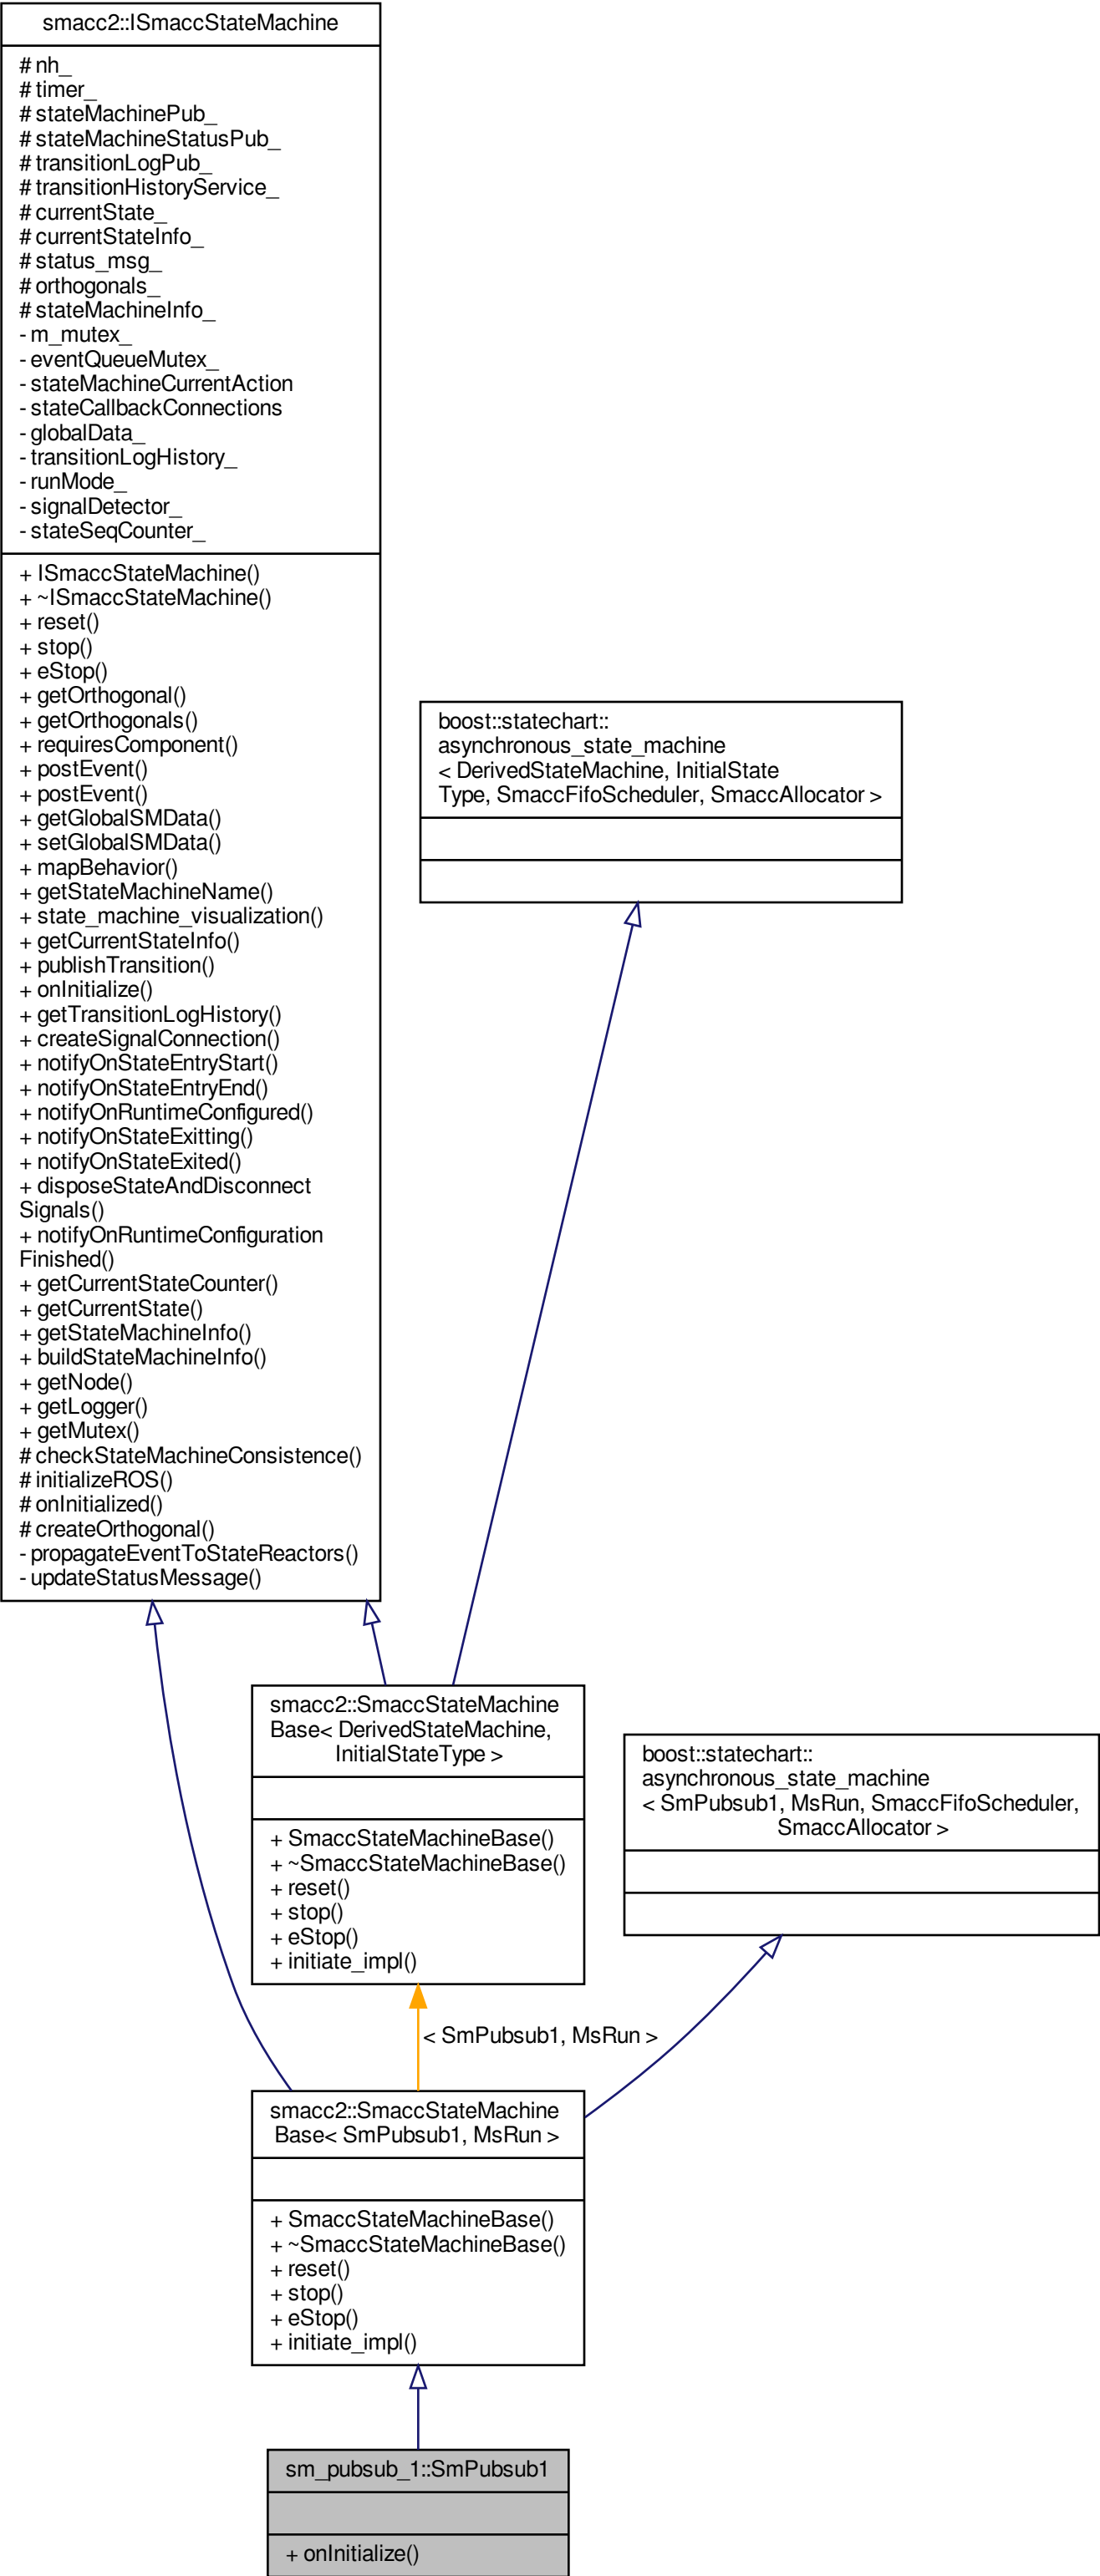 smacc2::ISmaccStateMachine
# nh_
# timer_
# stateMachinePub_
# stateMachineStatusPub_
# transitionLogPub_
# transitionHistoryService_
# currentState_
# currentStateInfo_
# status_msg_
# orthogonals_
# stateMachineInfo_
- m_mutex_
- eventQueueMutex_
- stateMachineCurrentAction
- stateCallbackConnections
- globalData_
- transitionLogHistory_
- runMode_
- signalDetector_
- stateSeqCounter_
+ ISmaccStateMachine()
+ ~ISmaccStateMachine()
+ reset()
+ stop()
+ eStop()
+ getOrthogonal()
+ getOrthogonals()
+ requiresComponent()
+ postEvent()
+ postEvent()
+ getGlobalSMData()
+ setGlobalSMData()
+ mapBehavior()
+ getStateMachineName()
+ state_machine_visualization()
+ getCurrentStateInfo()
+ publishTransition()
+ onInitialize()
+ getTransitionLogHistory()
+ createSignalConnection()
+ notifyOnStateEntryStart()
+ notifyOnStateEntryEnd()
+ notifyOnRuntimeConfigured()
+ notifyOnStateExitting()
+ notifyOnStateExited()
+ disposeStateAndDisconnect
Signals()
+ notifyOnRuntimeConfiguration
Finished()
+ getCurrentStateCounter()
+ getCurrentState()
+ getStateMachineInfo()
+ buildStateMachineInfo()
+ getNode()
+ getLogger()
+ getMutex()
# checkStateMachineConsistence()
# initializeROS()
# onInitialized()
# createOrthogonal()
- propagateEventToStateReactors()
- updateStatusMessage()
boost::statechart::
asynchronous_state_machine
< DerivedStateMachine, InitialState
Type, SmaccFifoScheduler, SmaccAllocator >
smacc2::SmaccStateMachine
Base< DerivedStateMachine,
InitialStateType >
+ SmaccStateMachineBase()
+ ~SmaccStateMachineBase()
+ reset()
+ stop()
+ eStop()
+ initiate_impl()
boost::statechart::
asynchronous_state_machine
< SmPubsub1, MsRun, SmaccFifoScheduler,
SmaccAllocator >
< SmPubsub1, MsRun >
smacc2::SmaccStateMachine
Base< SmPubsub1, MsRun >
+ SmaccStateMachineBase()
+ ~SmaccStateMachineBase()
+ reset()
+ stop()
+ eStop()
+ initiate_impl()
sm_pubsub_1::SmPubsub1
+ onInitialize()